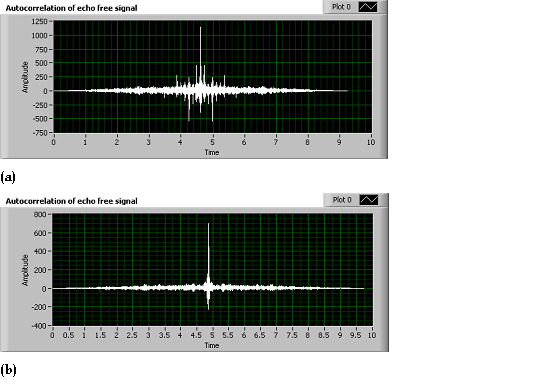 Autocorrelation of echo free signal
Plot 0
1250
1000
750
500
250
0
-250
-500
-750
Amplitude
0 1 2 3 4 5 6 7 8 9 10
Time
(a)
Autocorrelation of echo free signal
Plot 0
800
600
400
200
0
-200
-400
Amplitude
0 0.5 1 1.5 2 2.5 3 3.5 4 4.5 5 5.5 6 6.5 7 7.5 8 8.5 9 9.5 10
Time
(b)